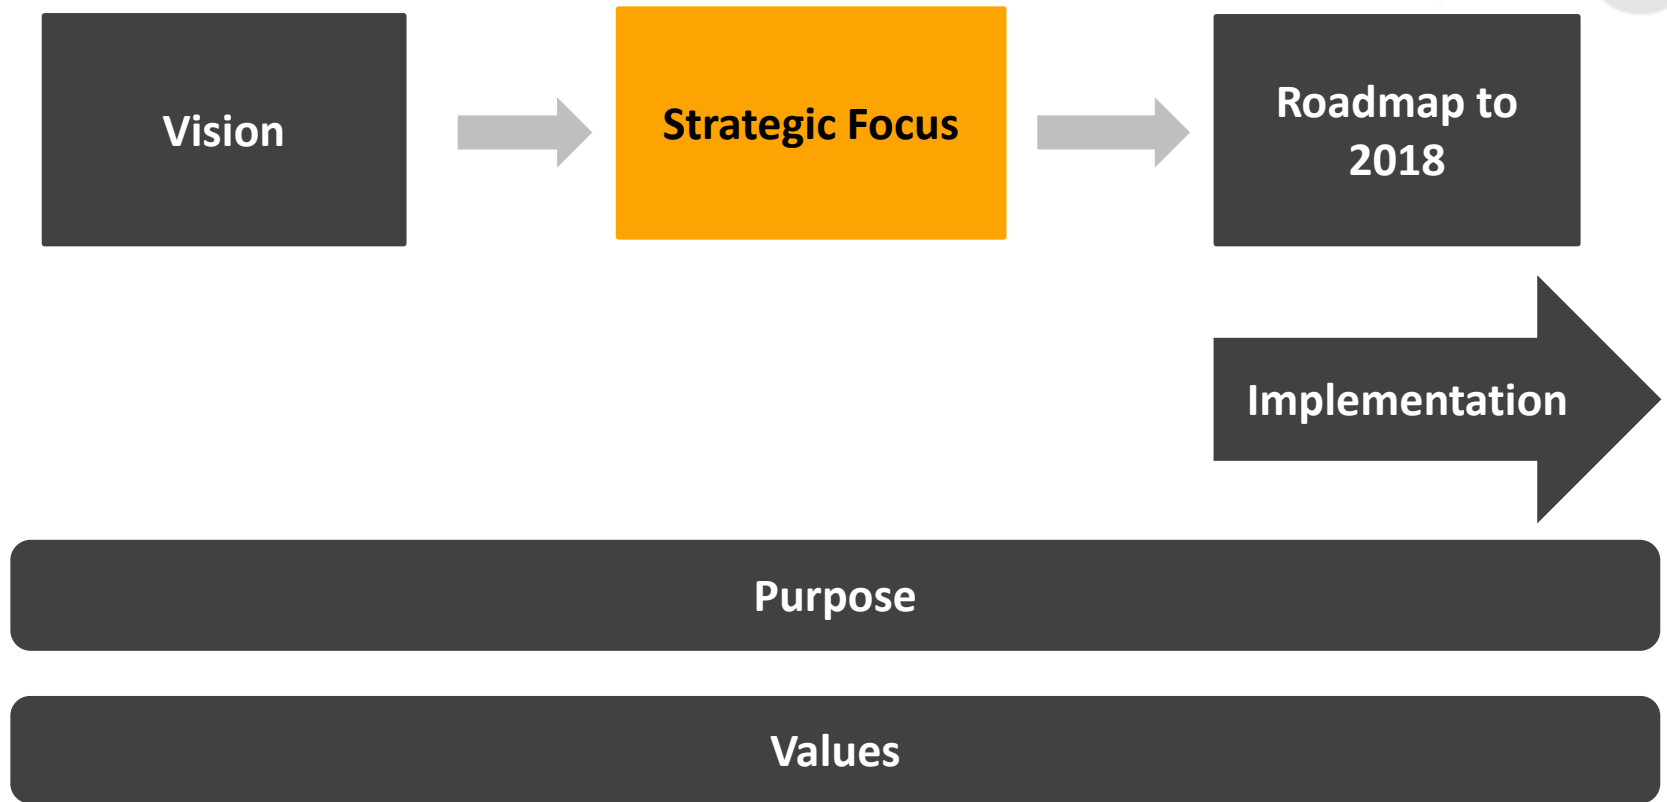 Vision
Strategic Focus
Roadmap to
2018
Implementation
Purpose
Values